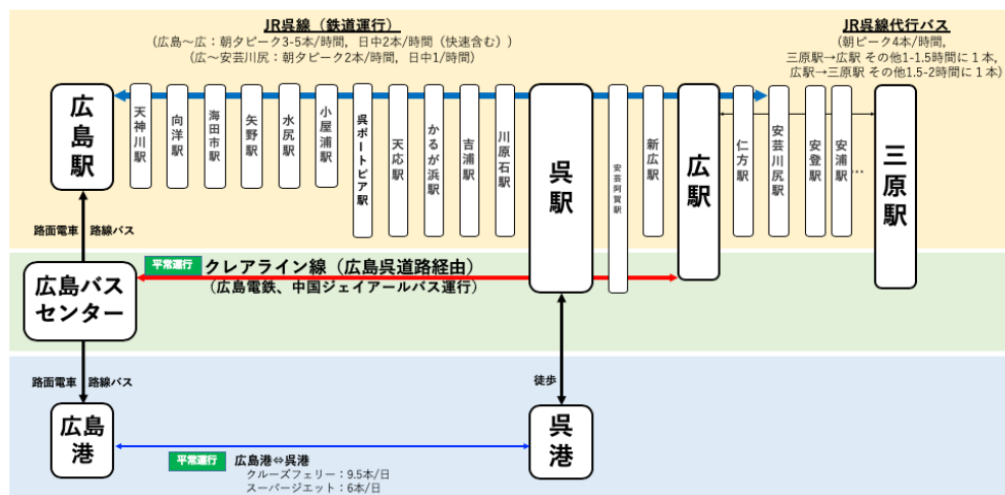 JR呉線（鉄道運行）
（広島～広：朝夕ピーク3-5本/時間，日中2本/時間（快速含む））
（広～安芸川尻：朝夕ピーク2本/時間，日中1/時間）
JR呉線代行バス
（朝ピーク4本/時間,
三原駅→広駅 その他1-1.5時間に１本,
広駅→三原駅 その他1.5-2時間に１本）
広島駅
天神川駅
向洋駅
海田市駅
矢野駅
水尻駅
小屋浦駅
呉ポートピア駅
天応駅
かるが浜駅
吉浦駅
川原石駅
呉駅
安芸阿賀駅
新広駅
広駅
仁方駅
安芸川尻駅
安登駅
安浦駅
…
三原駅
路面電車 路線バス
平常運行 クレアライン線（広島呉道路経由）
（広島電鉄、中国ジェイアールバス運行）
広島バス
センター
路面電車 路線バス
徒歩
広島港
呉港
平常運行 広島港⇔呉港
クルーズフェリー：9.5本/日
スーパージエット：6本/日